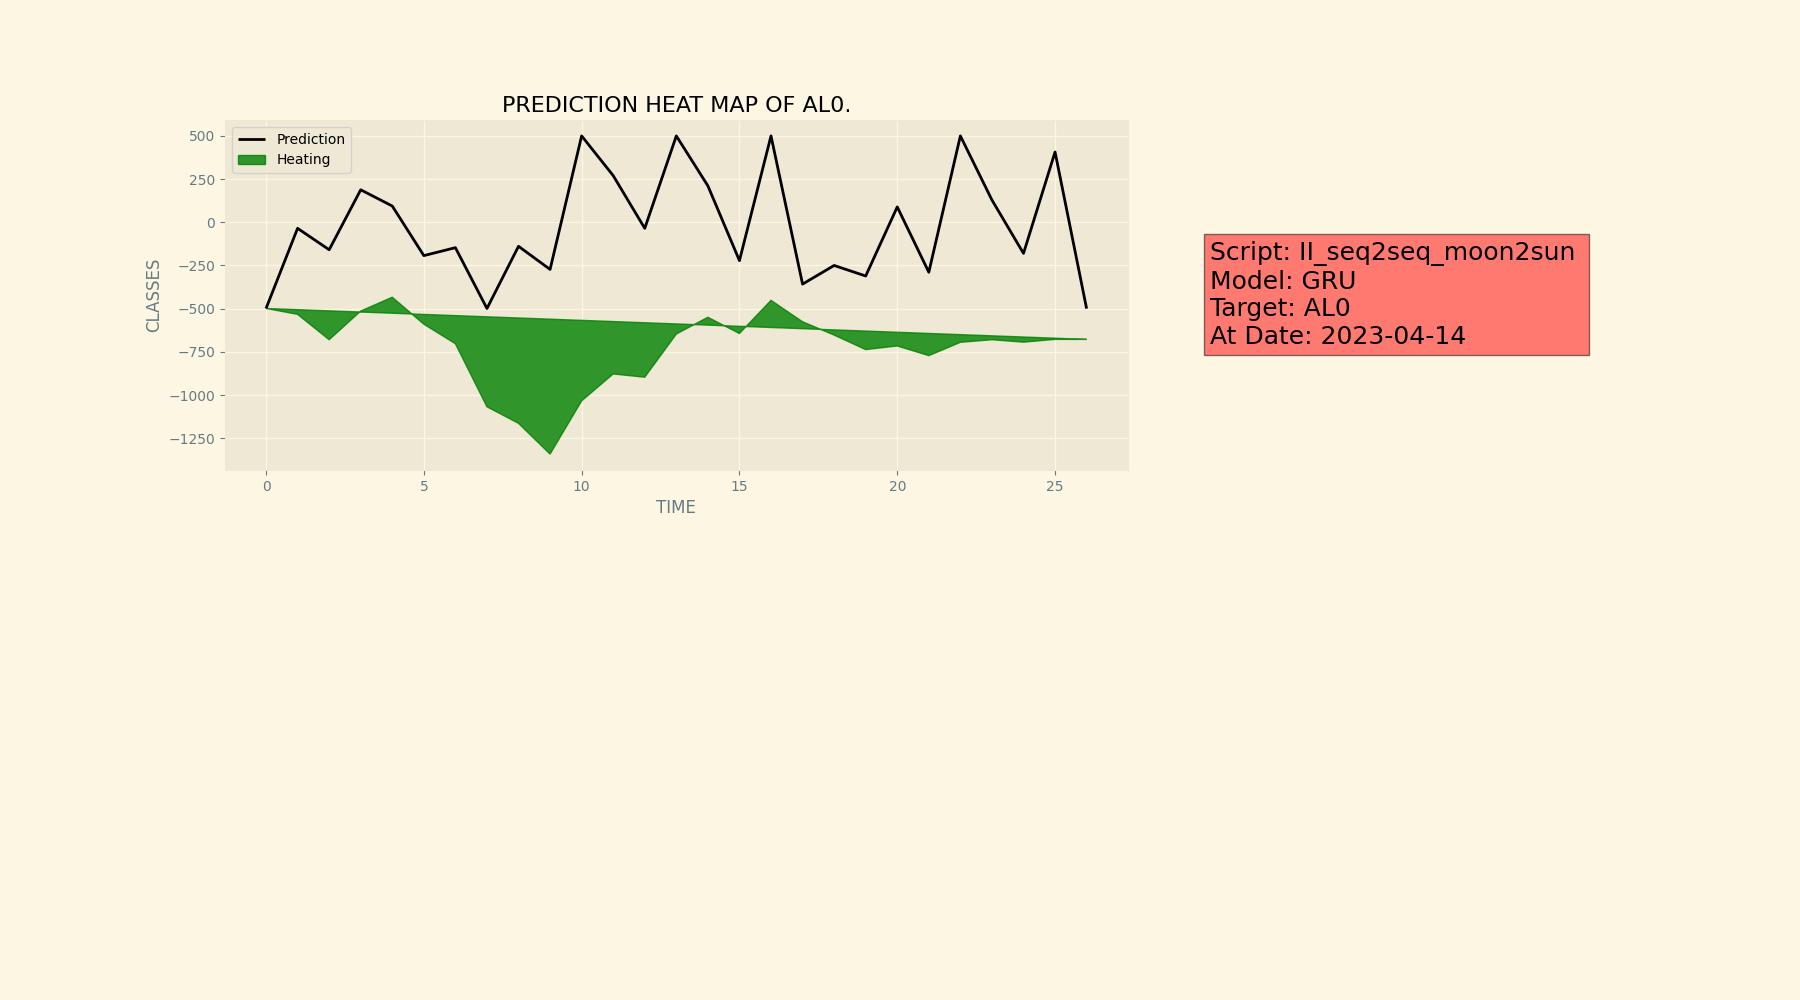 PREDICTION HEAT MAP OF AL0.
Prediction
Heating
500
250
0
−250
−500
−750
−1000
−1250
CLASSES
0 5 10 15 20 25
TIME
Script: II_seq2seq_moon2sun
Model: GRU
Target: AL0
At Date: 2023-04-14